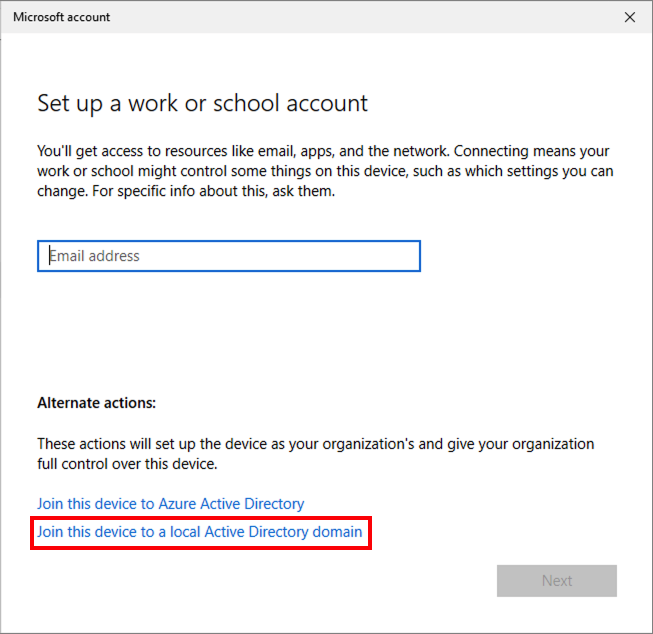 Microsoft account
Set up a work or school account
You'll get access to resources like email, apps, and the network. Connecting means your
work or school might control some things on this device, such as which settings you can
change. For specific info about this, ask them.
Email address
Alternate actions:
These actions will set up the device as your organization's and give your organization
full control over this device.
Join this device to Azure Active Directory
Join this device to a local Active Directory domain
Next